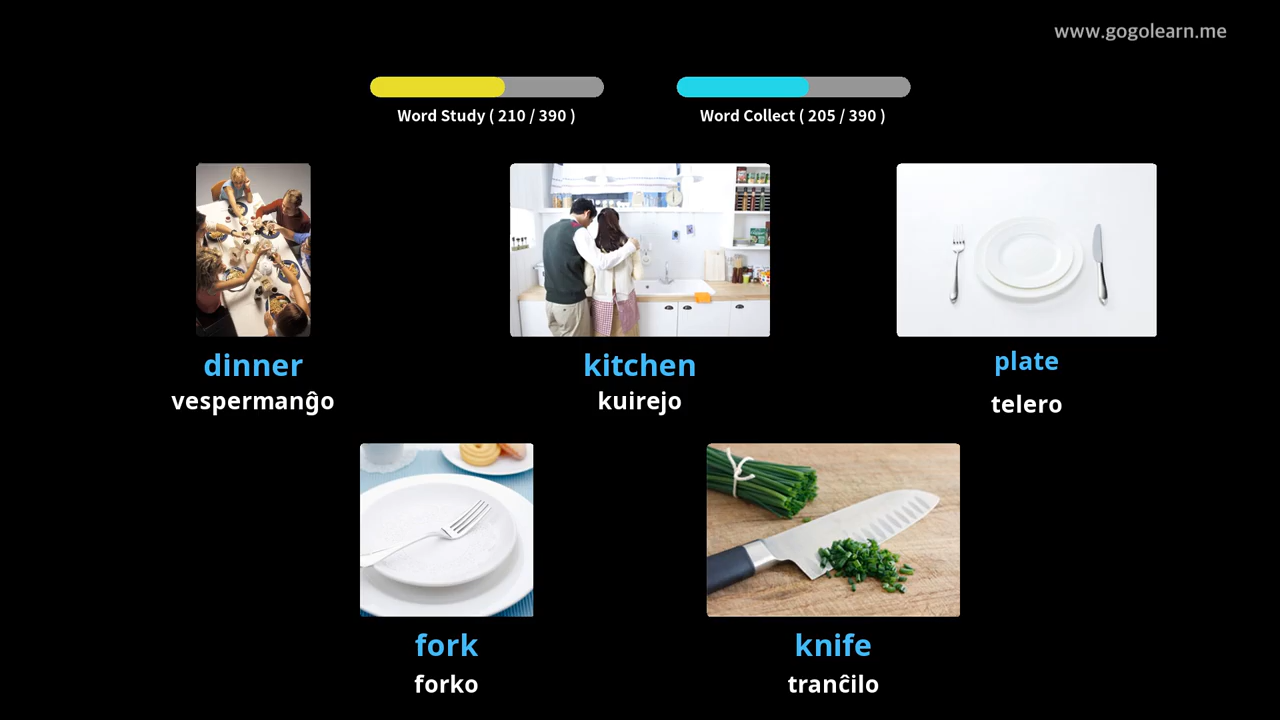 www.gogolearn.me
Word Study ( 210 / 390 )
Word Collect ( 205 / 390 )
dinner
vespermanĝo
kitchen
kuirejo
plate
telero
fork
forko
knife
tranĉilo